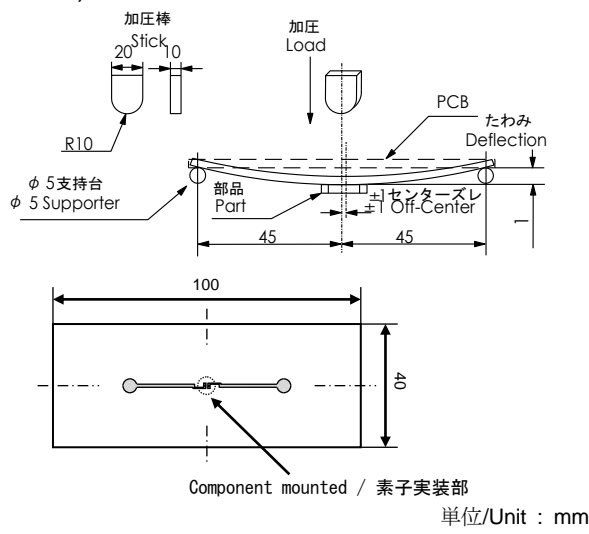 加圧棒
Stick
20
10
R10
加圧
Load
PCB
たわみ
Deflection
φ 5支持台
φ 5 Supporter
部品
Part
±1センターズレ
±1 Off-Center
45
45
1
100
40
Component mounted / 素子実装部
単位/Unit : mm